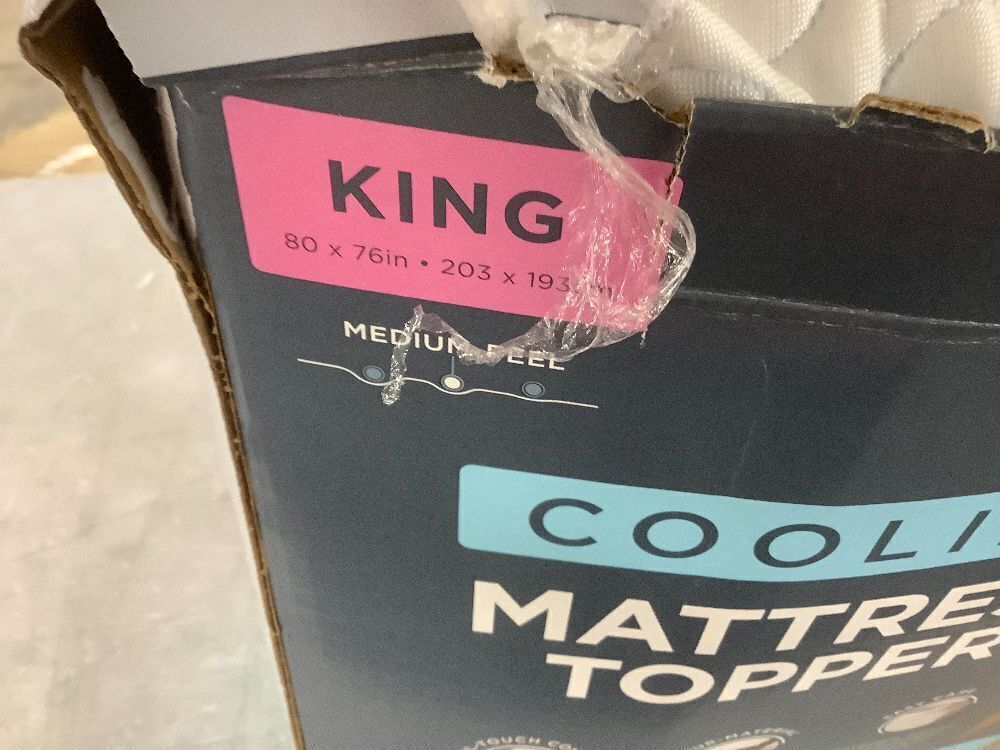 KING
80 x 76in • 203 x 193
MEDIUM FEEL
COOLI
MATTRES
TOPPER